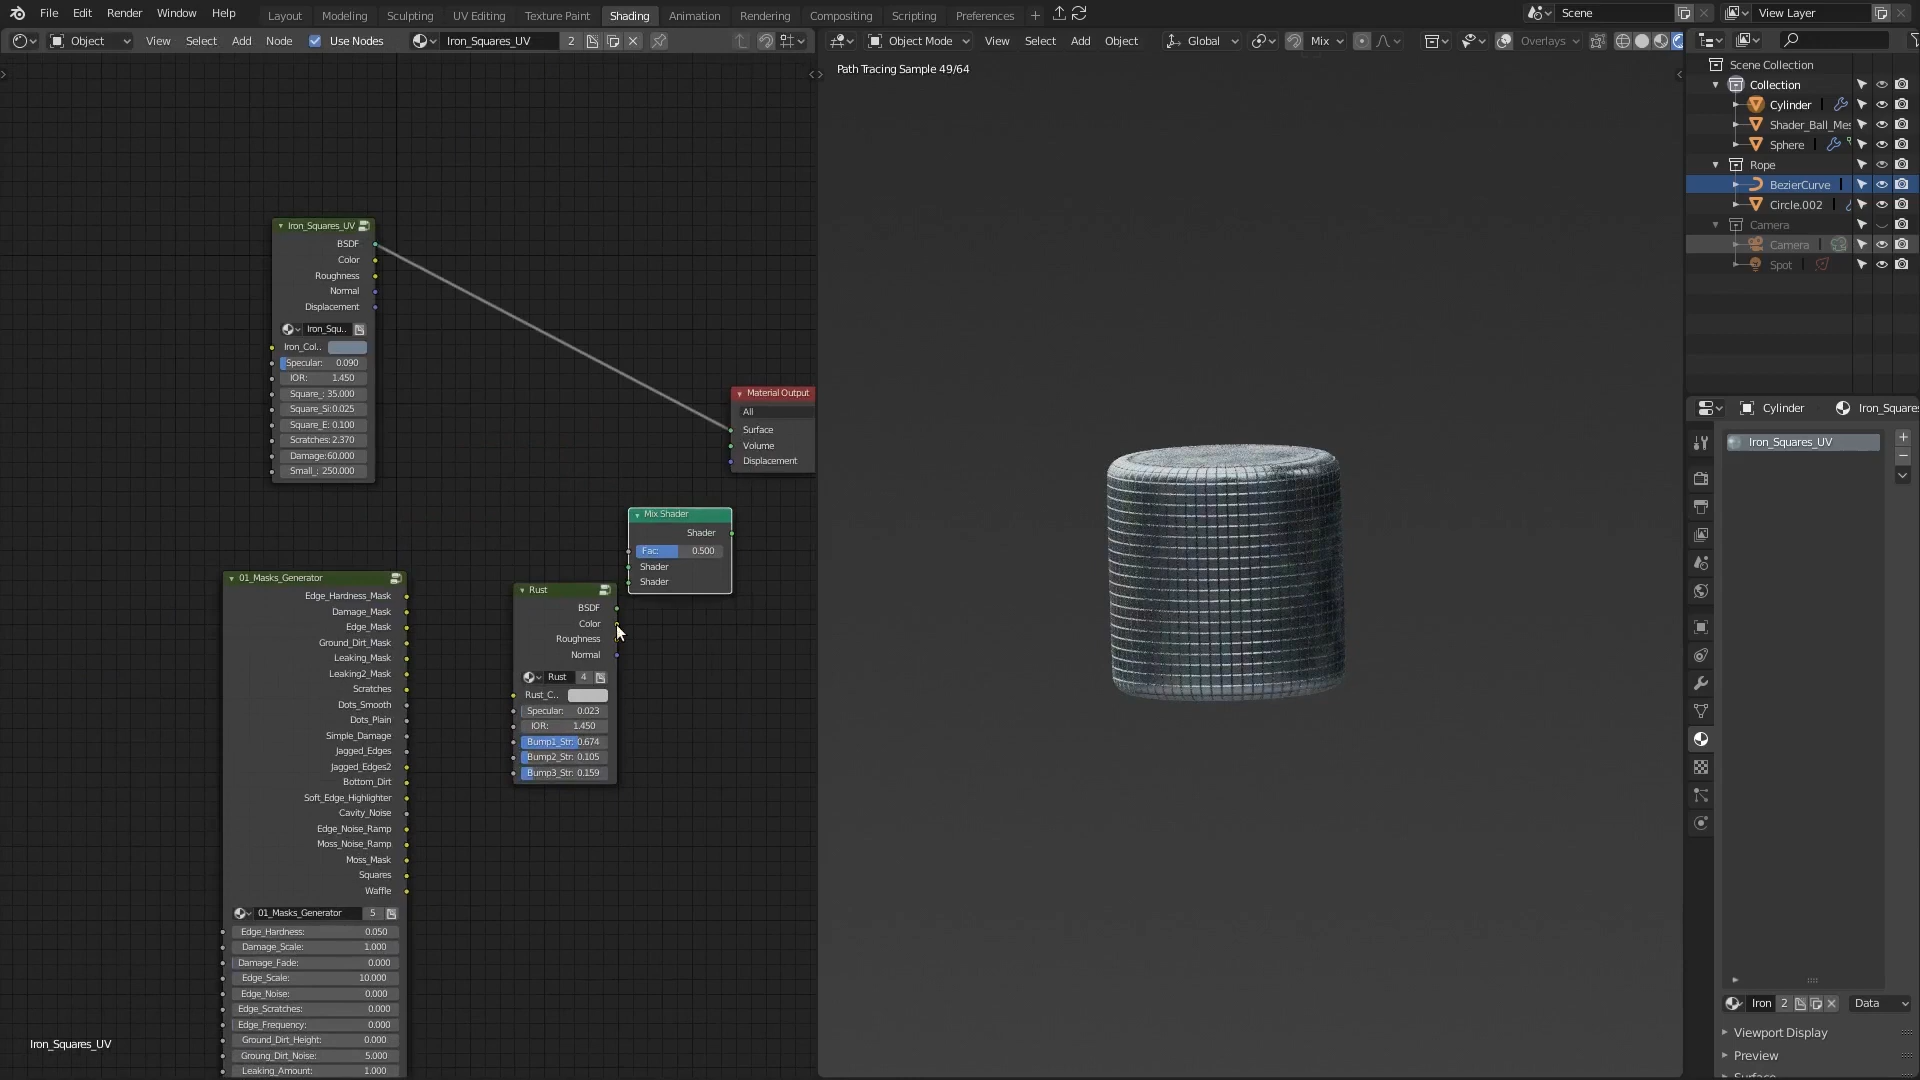 File Edit Render Window Help Layout Modeling Sculpting UV Editing Texture Paint Shading Animation Rendering Compositing Scripting Preferences + Scene View Layer
Object View Select Add Node Use Nodes Iron_Squares_UV 2 Object Mode View Select Add Object Global Mix Overlays
Path Tracing Sample 49/64
Iron_Squares_UV
BSDF
Color
Roughness
Normal
Displacement
Iron_Squ..
Iron_Col..
Specular: 0.090
IOR: 1.450
Square_: 35.000
Square_Si:0.025
Square_E: 0.100
Scratches: 2.370
Damage:60.000
Small_: 250.000
Material Output
All
Surface
Volume
Displacement
Mix Shader
Shader
Fac: 0.500
Shader
Shader
01_Masks_Generator
Edge_Hardness_Mask
Damage_Mask
Edge_Mask
Ground_Dirt_Mask
Leaking_Mask
Leaking2_Mask
Scratches
Dots_Smooth
Dots_Plain
Simple_Damage
Jagged_Edges
Jagged_Edges2
Bottom_Dirt
Soft_Edge_Highlighter
Cavity_Noise
Edge_Noise_Ramp
Moss_Noise_Ramp
Moss_Mask
Squares
Waffle
01_Masks_Generator 5
Edge_Hardness: 0.050
Damage_Scale: 1.000
Damage_Fade: 0.000
Edge_Scale: 10.000
Edge_Noise: 0.000
Edge_Scratches: 0.000
Edge_Frequency: 0.000
Ground_Dirt_Height: 0.000
Groung_Dirt_Noise: 5.000
Leaking_Amount: 1.000
Rust
BSDF
Color
Roughness
Normal
Rust 4
Rust_C..
Specular: 0.023
IOR: 1.450
Bump1_Str: 0.674
Bump2_Str: 0.105
Bump3_Str: 0.159
Iron_Squares_UV
Scene Collection
Collection
Cylinder
Shader_Ball_Mes
Sphere
Rope
BezierCurve
Circle.002
Camera
Camera
Spot
Cylinder Iron_Square
Iron_Squares_UV
Iron 2 Data
Viewport Display
Preview
Surface